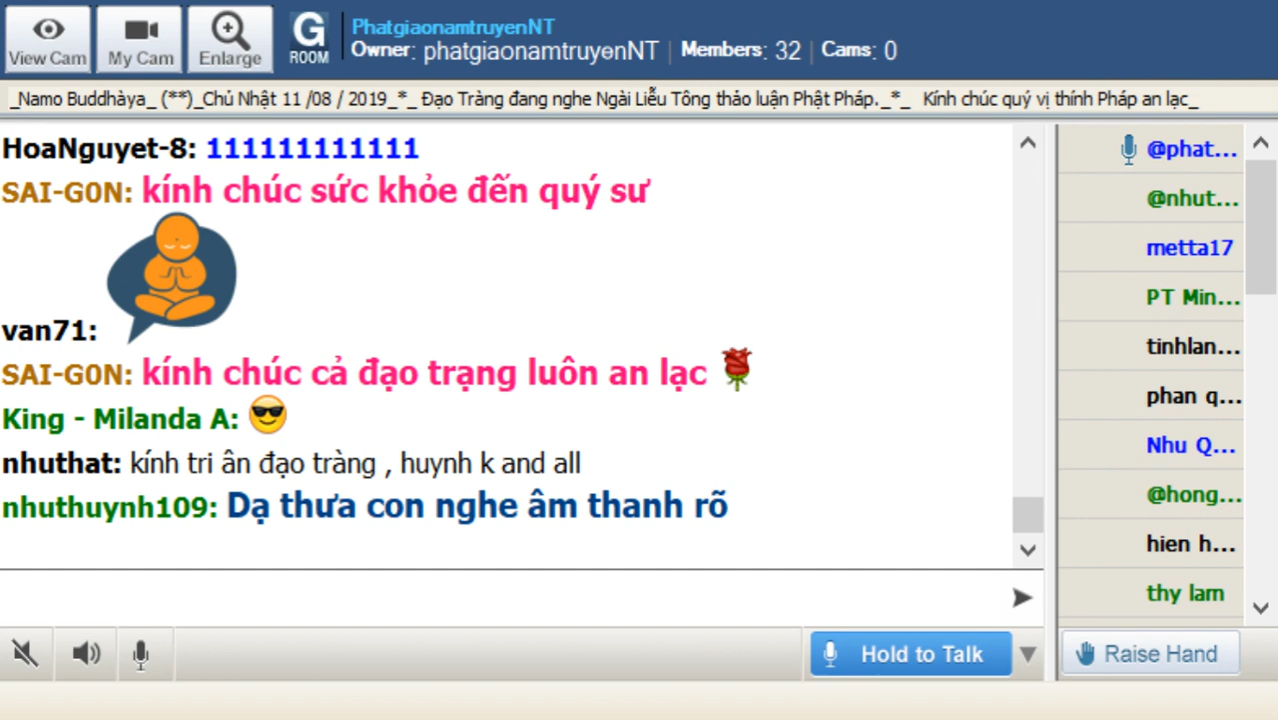 View Cam
My Cam
Enlarge
G
ROOM
PhatgiaonamtruyenNT
Owner: phatgiaonamtruyenNT | Members: 32 | Cams: 0
_Namo Buddhàya_ (**)_Chủ Nhật 11 /08 / 2019_*_ Đạo Tràng đang nghe Ngài Liễu Tông thảo luận Phật Pháp._*_ Kính chúc quý vị thính Pháp an lạc_
HoaNguyet-8: 111111111111
SAI-G0N: kính chúc sức khỏe đến quý sư
van71:
SAI-G0N: kính chúc cả đạo trạng luôn an lạc
King - Milanda A:
nhuthat: kính tri ân đạo tràng , huynh k and all
nhuthuynh109: Dạ thưa con nghe âm thanh rõ
@phat...
@nhut...
metta17
PT Min...
tinhlan...
phan q...
Nhu Q...
@hong...
hien h...
thy lam
Hold to Talk
Raise Hand